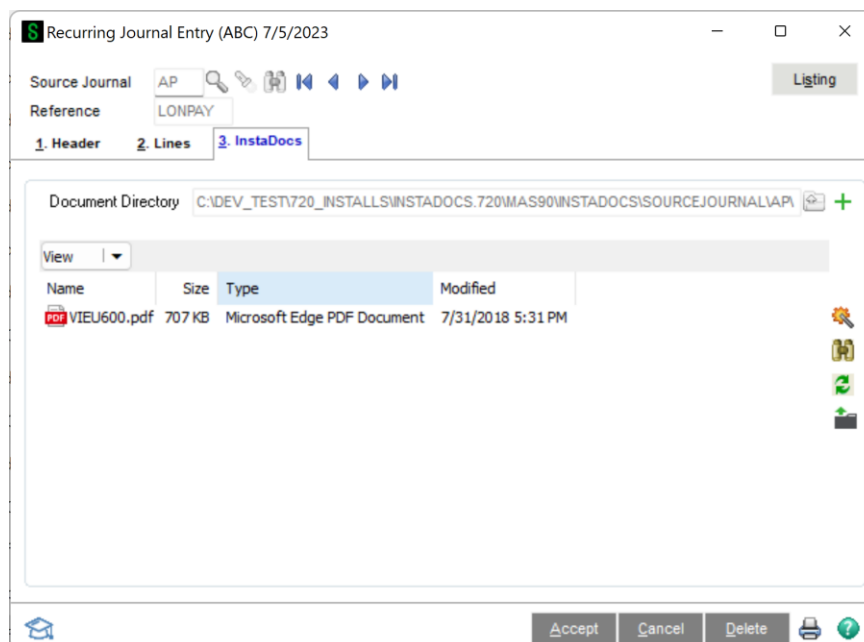 Recurring Journal Entry (ABC) 7/5/2023
Source Journal AP Listing
Reference LONPAY
1. Header 2. Lines 3. InstaDocs
Document Directory C:\DEV_TEST\720_INSTALLS\INSTADOCS.720\MAS90\INSTADOCS\SOURCEJOURNAL\AP\
View
Name Size Type Modified
PDF VIEU600.pdf 707 KB Microsoft Edge PDF Document 7/31/2018 5:31 PM
Accept Cancel Delete